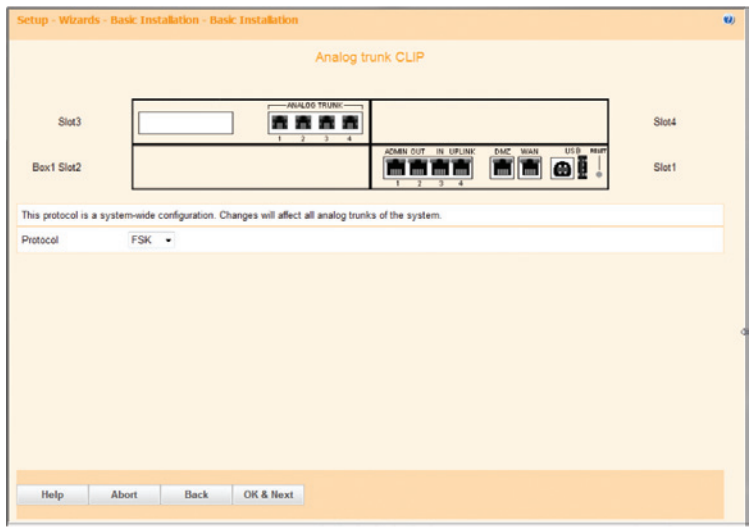 Setup - Wizards - Basic Installation - Basic Installation
Analog trunk CLIP
ANALOG TRUNK
Slot3
Slot4
1 2 3 4
ADMIN OUT IN UPLINK DMZ WAN USB RESET
Box1 Slot2
Slot1
1 2 3 4
This protocol is a system-wide configuration. Changes will affect all analog trunks of the system.
Protocol FSK
Help Abort Back OK & Next